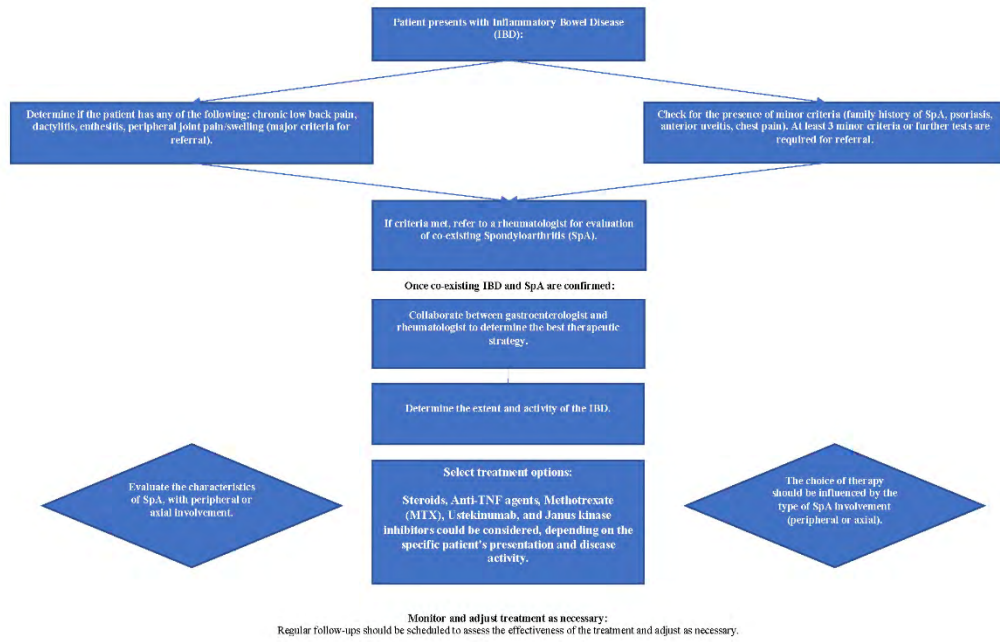 Patient presents with Inflammatory Bowel Disease
(IBD):
Determine if the patient has any of the following: chronic low back pain,
dactylitis, enthesitis, peripheral joint pain/swelling (major criteria for
referral).
Check for the presence of minor criteria (family history of SpA, psoriasis,
anterior uveitis, chest pain). At least 3 minor criteria or further tests are
required for referral.
If criteria met, refer to a rheumatologist for evaluation
of co-existing Spondyloarthritis (SpA).
Once co-existing IBD and SpA are confirmed:
Collaborate between gastroenterologist and
rheumatologist to determine the best therapeutic
strategy.
Determine the extent and activity of the IBD.
Evaluate the characteristics
of SpA, with peripheral or
axial involvement.
Select treatment options:
Steroids, Anti-TNF agents, Methotrexate
(MTX), Ustekinumab, and Janus kinase
inhibitors could be considered, depending on the
specific patient's presentation and disease
activity.
The choice of therapy
should be influenced by the
type of SpA involvement
(peripheral or axial).
Monitor and adjust treatment as necessary:
Regular follow-ups should be scheduled to assess the effectiveness of the treatment and adjust as necessary.